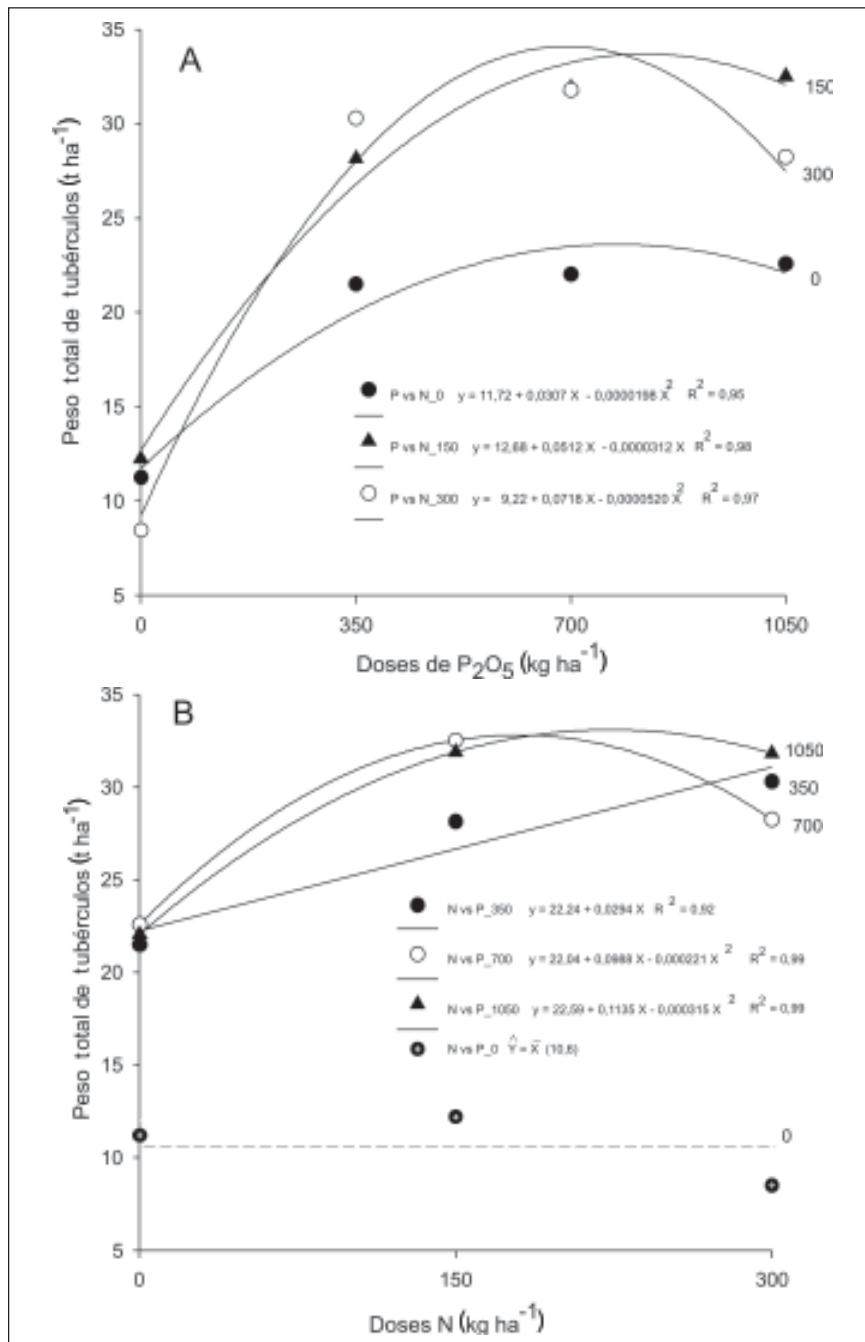 A
35
30
25
20
15
10
5
Peso total de tubérculos (t ha⁻¹)
150
300
0
P vs N_0 y = 11,72 + 0,0307 X - 0,0000198 X² R² = 0,95
P vs N_150 y = 12,68 + 0,0512 X - 0,0000312 X R² = 0,98
P vs N_300 y = 9,22 + 0,0718 X - 0,0000520 X² R² = 0,97
0 350 700 1050
Doses de P₂O₅ (kg ha⁻¹)
B
35
30
25
20
15
10
5
Peso total de tubérculos (t ha⁻¹)
1050
350
700
N vs P_350 y = 22,24 + 0,0294 X R² = 0,92
N vs P_700 y = 22,04 + 0,0988 X - 0,000221 X² R² = 0,99
N vs P_1050 y = 22,59 + 0,1135 X - 0,000315 X² R² = 0,99
N vs P_0 Ŷ = X̄ (10,6)
0
0 150 300
Doses N (kg ha⁻¹)